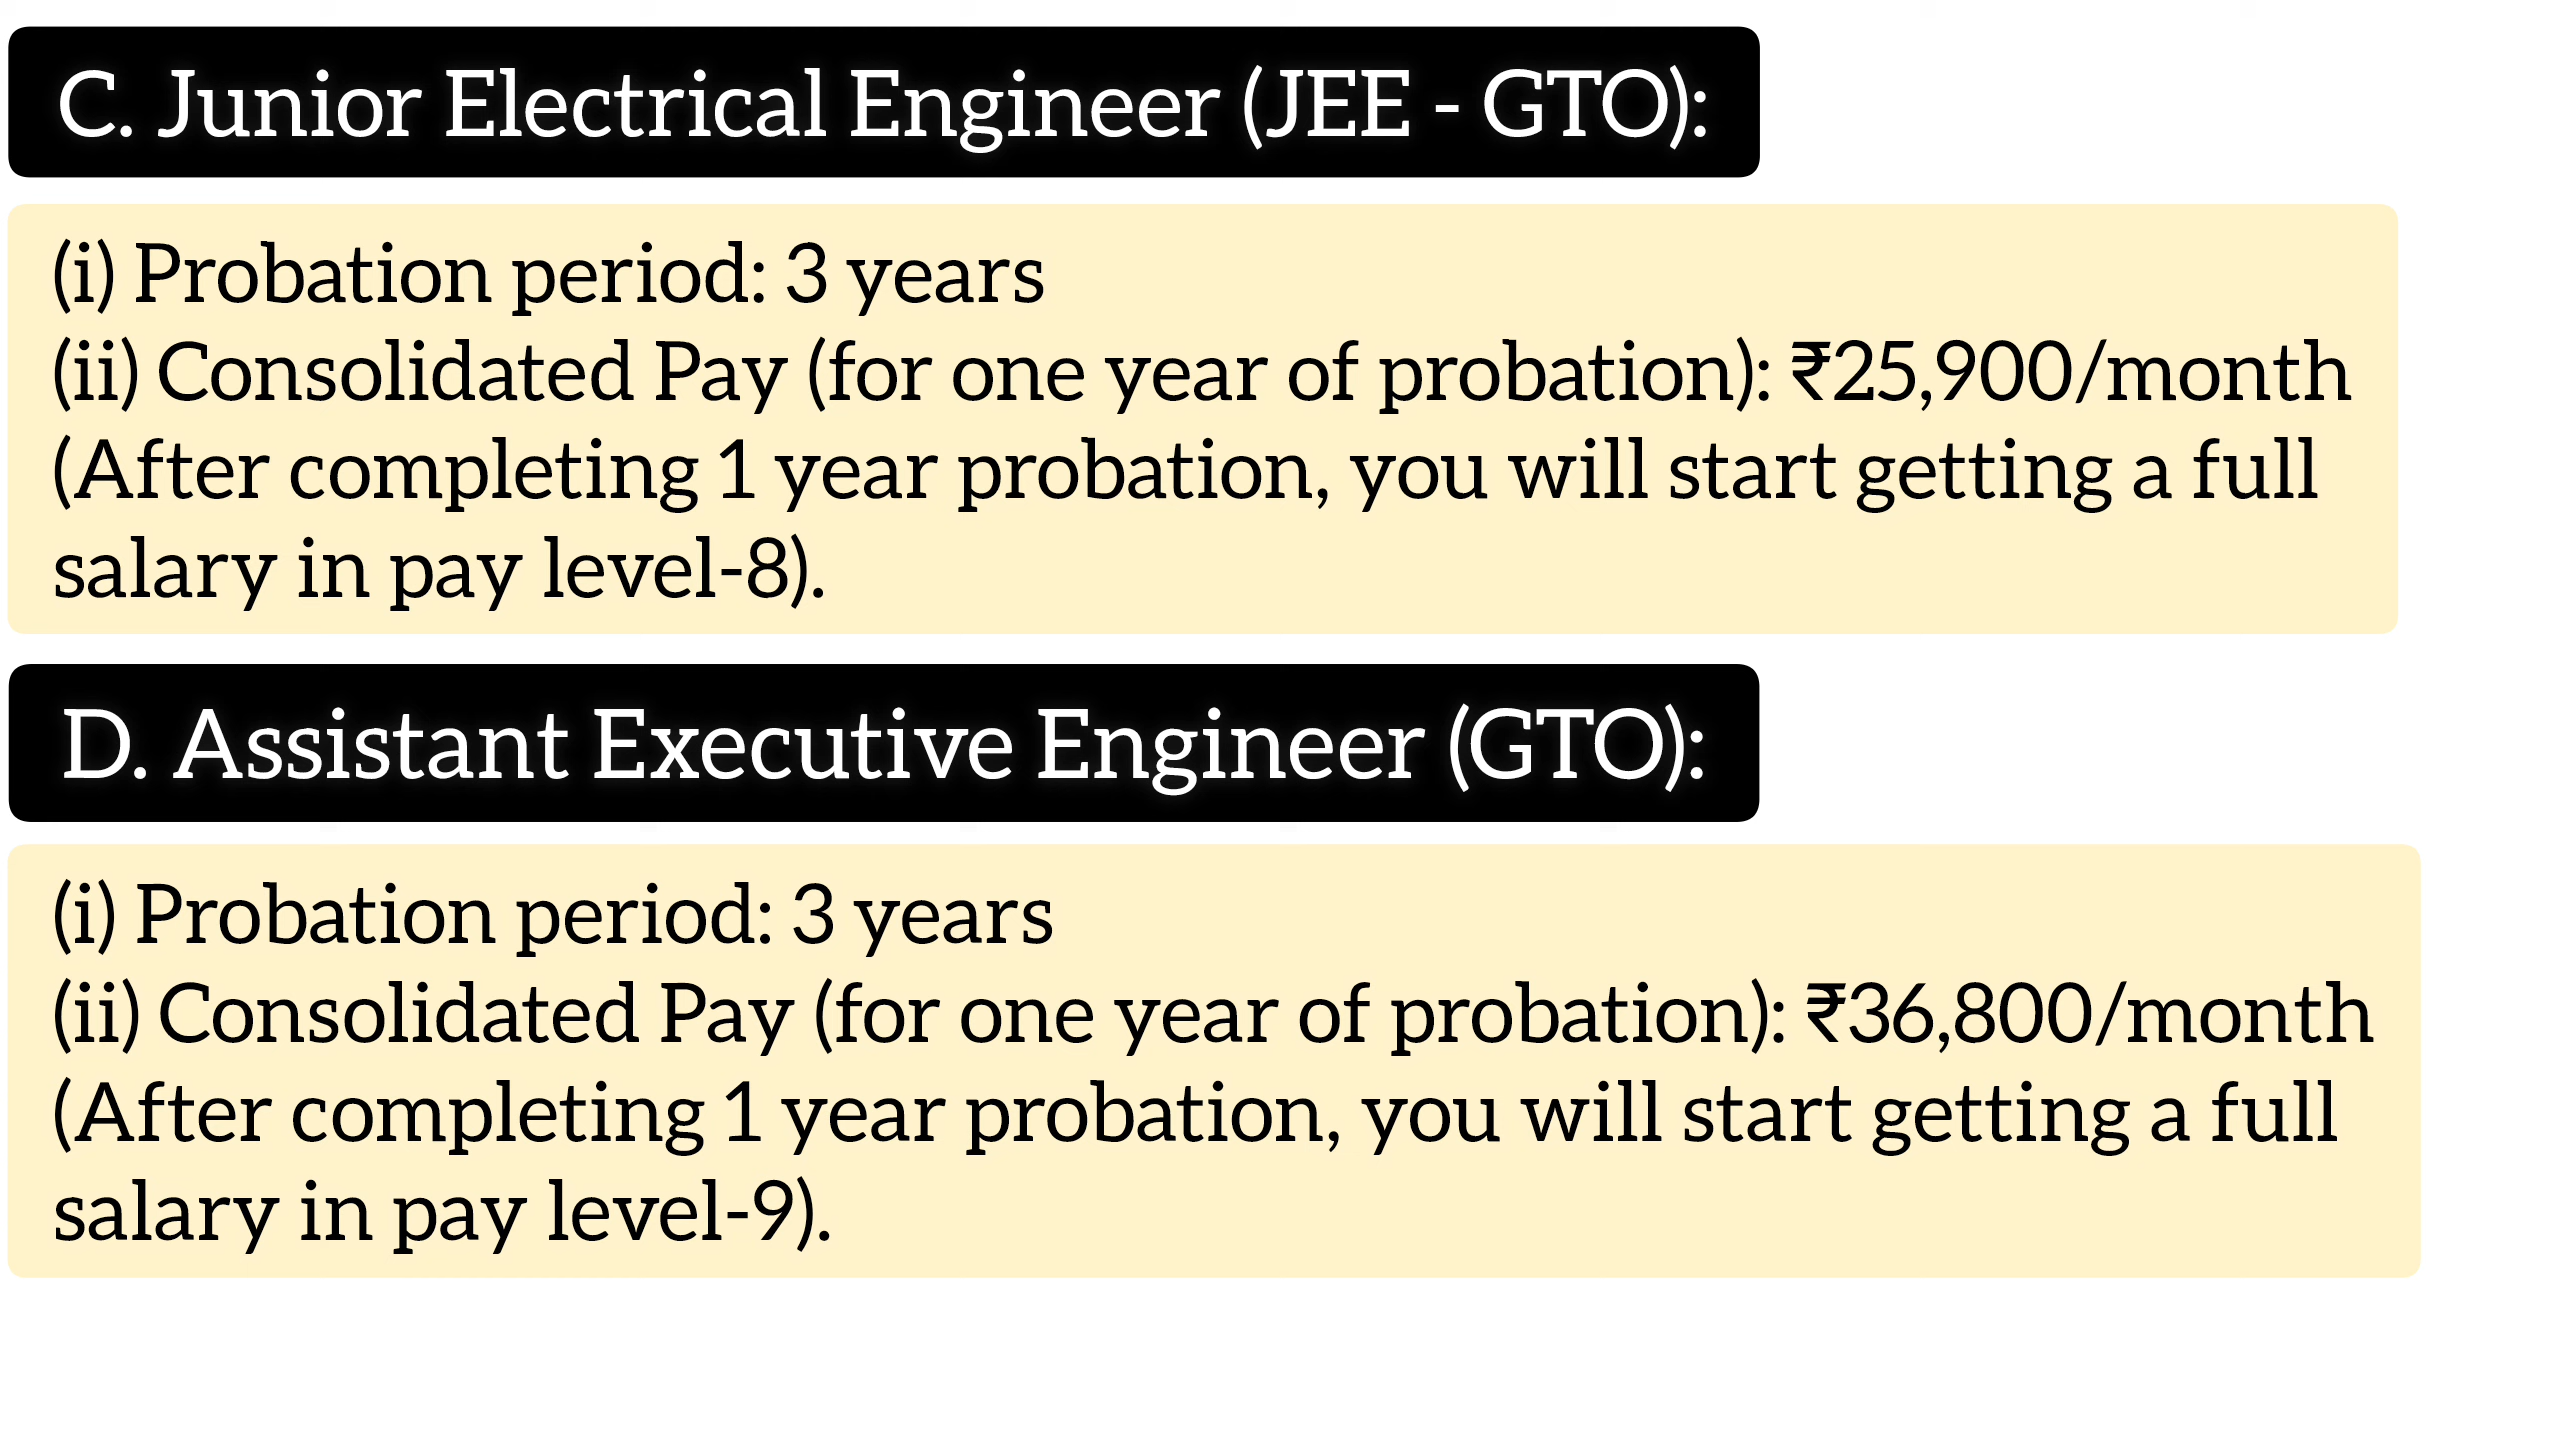 C. Junior Electrical Engineer (JEE - GTO):
(i) Probation period: 3 years
(ii) Consolidated Pay (for one year of probation): ₹25,900/month
(After completing 1 year probation, you will start getting a full
salary in pay level-8).
D. Assistant Executive Engineer (GTO):
(i) Probation period: 3 years
(ii) Consolidated Pay (for one year of probation): ₹36,800/month
(After completing 1 year probation, you will start getting a full
salary in pay level-9).